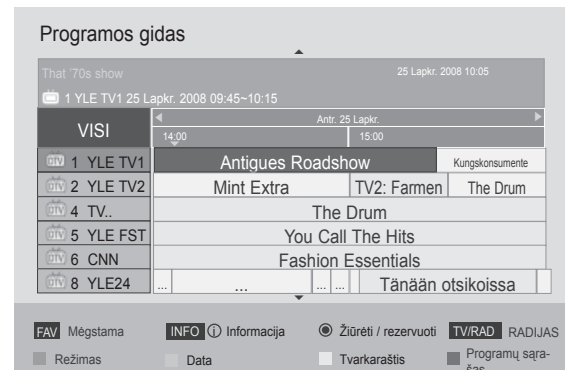 Programos gidas
That '70s show
25 Lapkr. 2008 10:05
1 YLE TV1 25 Lapkr. 2008 09:45~10:15
VISI
Antr. 25 Lapkr.
14:00 15:00
1 YLE TV1 Antigues Roadshow Kungskonsumente
2 YLE TV2 Mint Extra TV2: Farmen The Drum
4 TV.. The Drum
5 YLE FST You Call The Hits
6 CNN Fashion Essentials
8 YLE24 ... ... ... ... Tänään otsikoissa
FAV Mėgstama INFO i Informacija Žiūrėti / rezervuoti TV/RAD RADIJAS
Režimas Data Tvarkaraštis Programų sąra-
šas